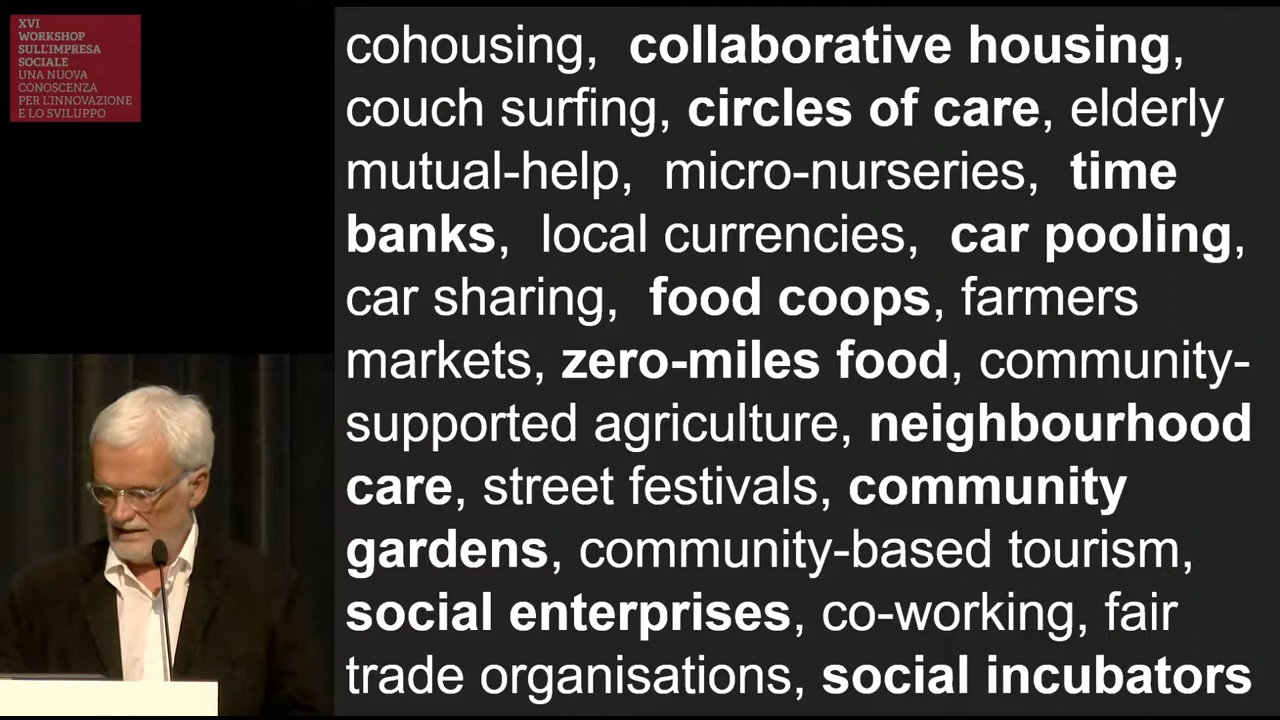 XVI
WORKSHOP
SULL'IMPRESA
SOCIALE
UNA NUOVA
CONOSCENZA
PER L'INNOVAZIONE
E LO SVILUPPO
cohousing, collaborative housing,
couch surfing, circles of care, elderly
mutual-help, micro-nurseries, time
banks, local currencies, car pooling,
car sharing, food coops, farmers
markets, zero-miles food, community-
supported agriculture, neighbourhood
care, street festivals, community
gardens, community-based tourism,
social enterprises, co-working, fair
trade organisations, social incubators